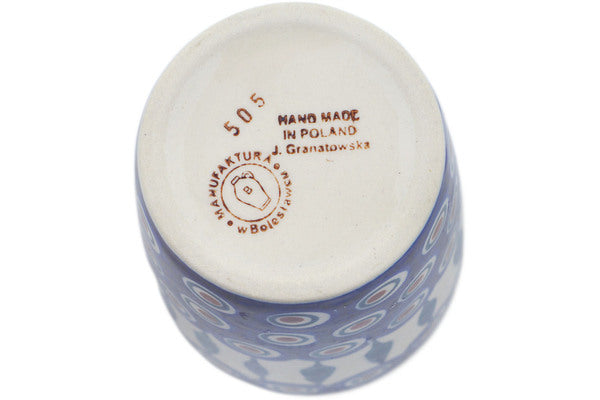 505
HAND MADE
IN POLAND
J. Granatowska
MANUFAKTURA
w Bolesławcu
B